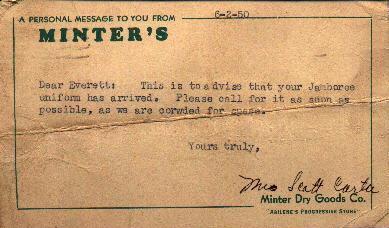 A PERSONAL MESSAGE TO YOU FROM
6-2-50
MINTER'S
Dear Everett: This is to advise that your Jamboree
uniform has arrived. Please call for it as soon as
possible, as we are corwded for space.
Yours truly,
Mrs Scott Carter
Minter Dry Goods Co.
"ABILENE'S PROGRESSIVE STORE"